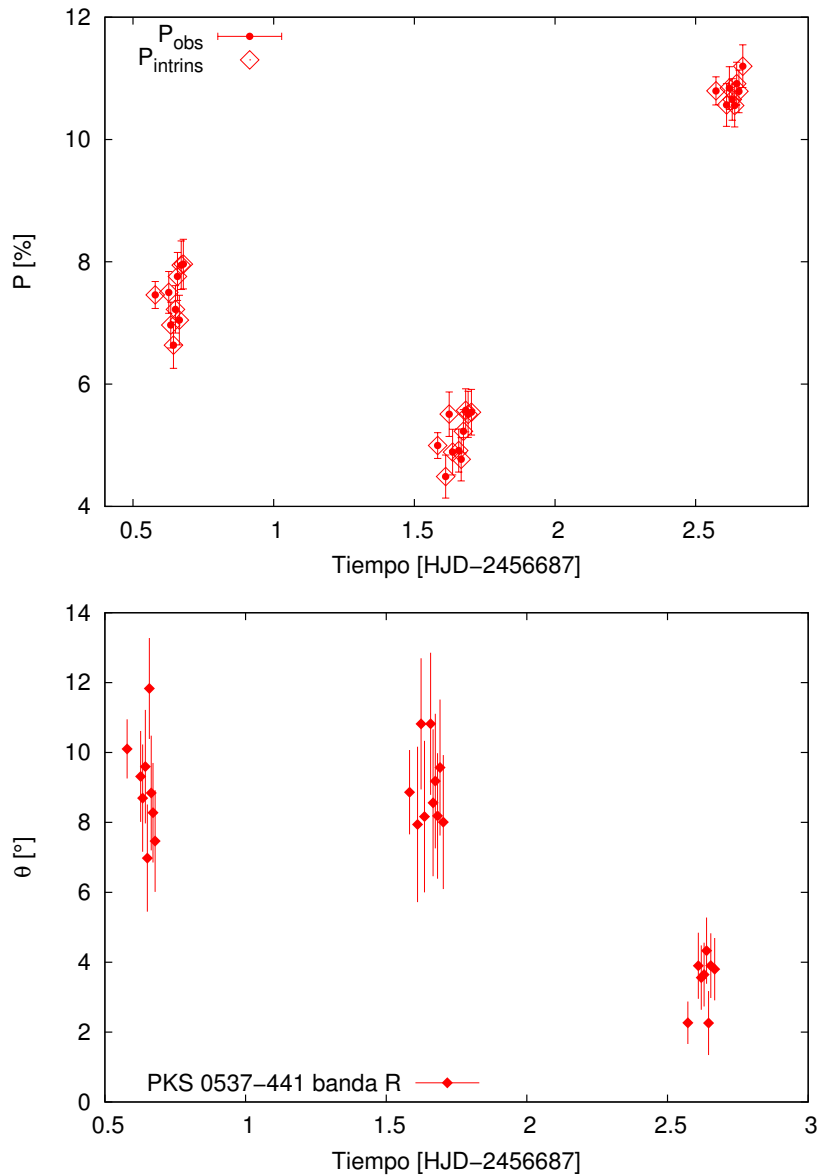 12
10
8
6
4
P [%]
P_obs
P_intrins
0.5 1 1.5 2 2.5
Tiempo [HJD−2456687]
14
12
10
8
6
4
2
0
θ [°]
PKS 0537−441 banda R
0.5 1 1.5 2 2.5 3
Tiempo [HJD−2456687]